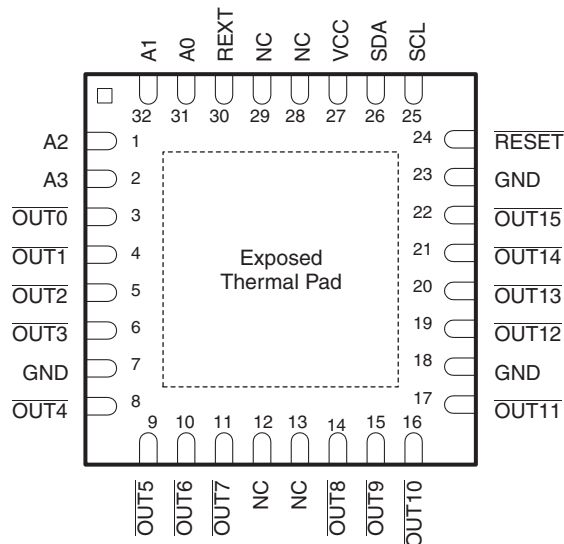 A1 A0 REXT NC NC VCC SDA SCL
32 31 30 29 28 27 26 25
A2 1 24 RESET
A3 2 23 GND
OUT0 3 22 OUT15
OUT1 4 21 OUT14
OUT2 5 20 OUT13
OUT3 6 19 OUT12
GND 7 18 GND
OUT4 8 17 OUT11
Exposed
Thermal Pad
9 10 11 12 13 14 15 16
OUT5 OUT6 OUT7 NC NC OUT8 OUT9 OUT10